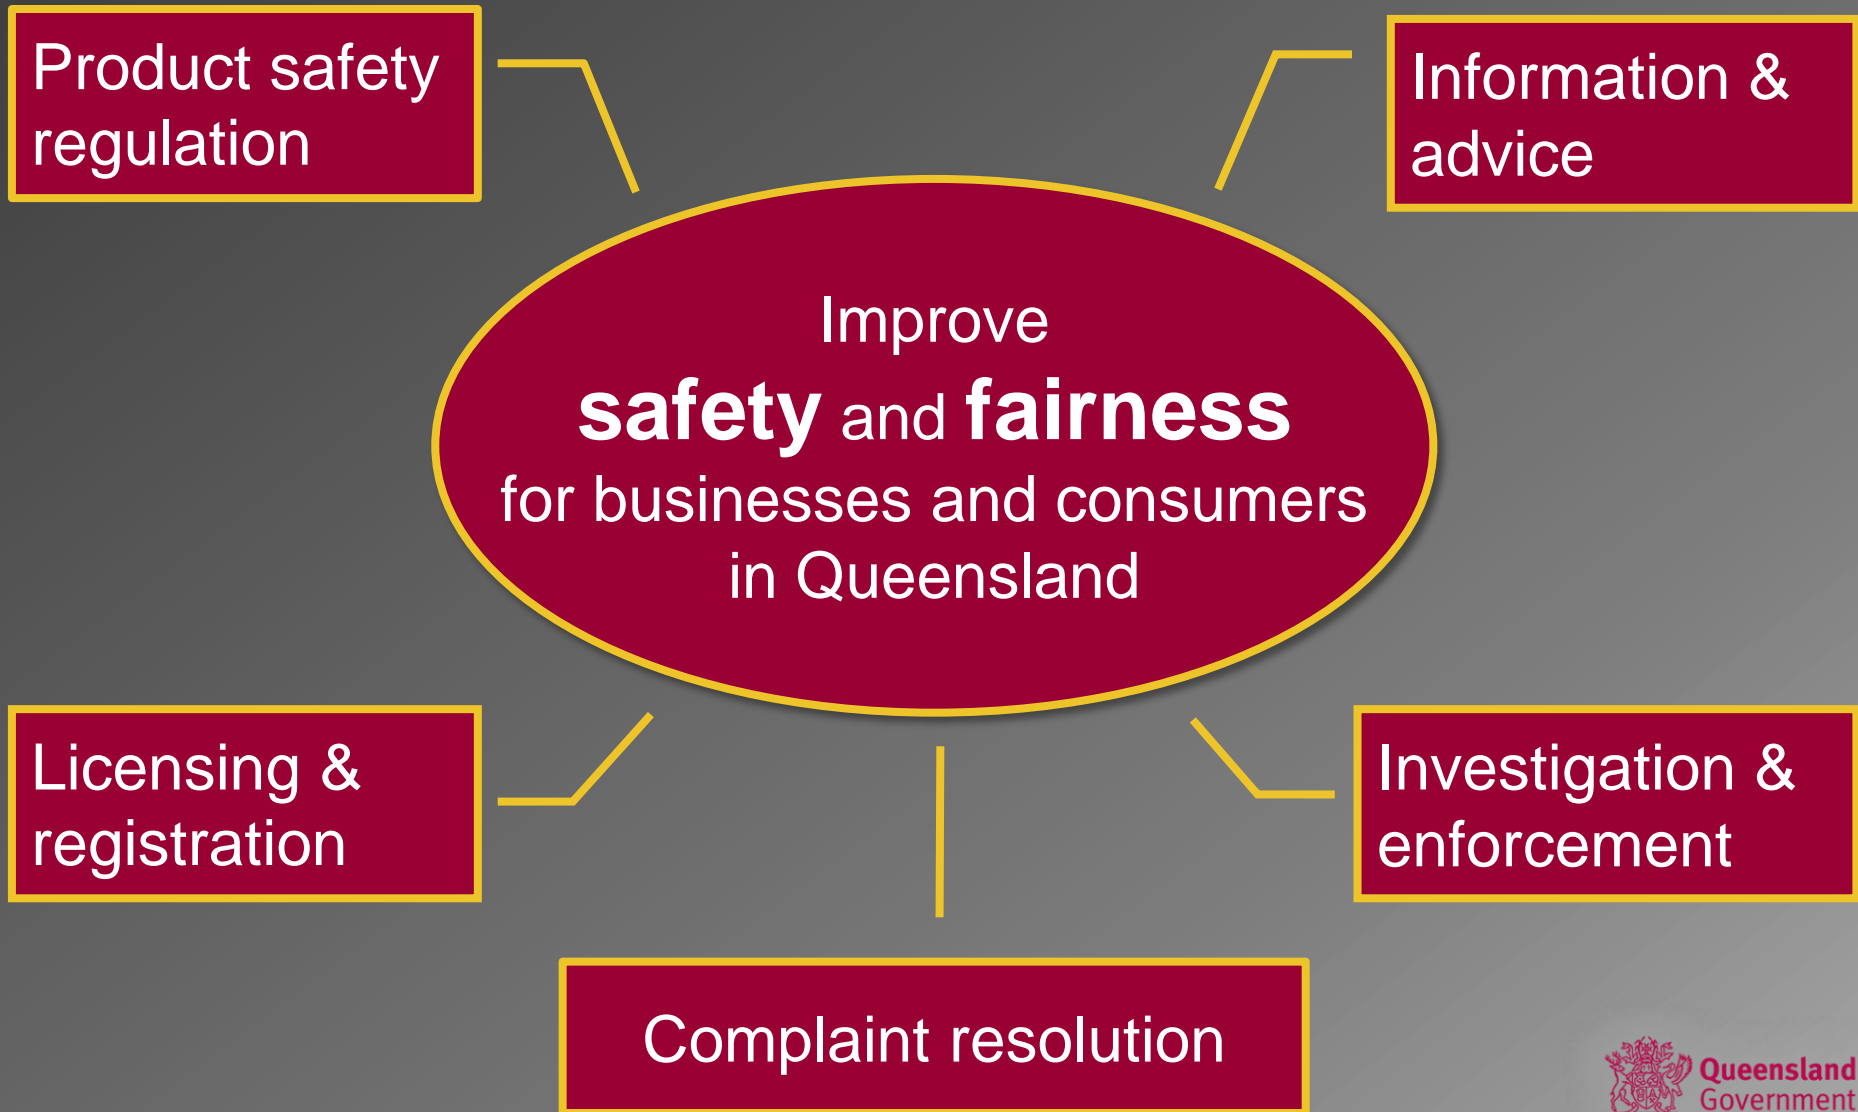 Product safety
regulation
Information &
advice
Improve
safety and fairness
for businesses and consumers
in Queensland
Licensing &
registration
Investigation &
enforcement
Complaint resolution
Queensland
Government